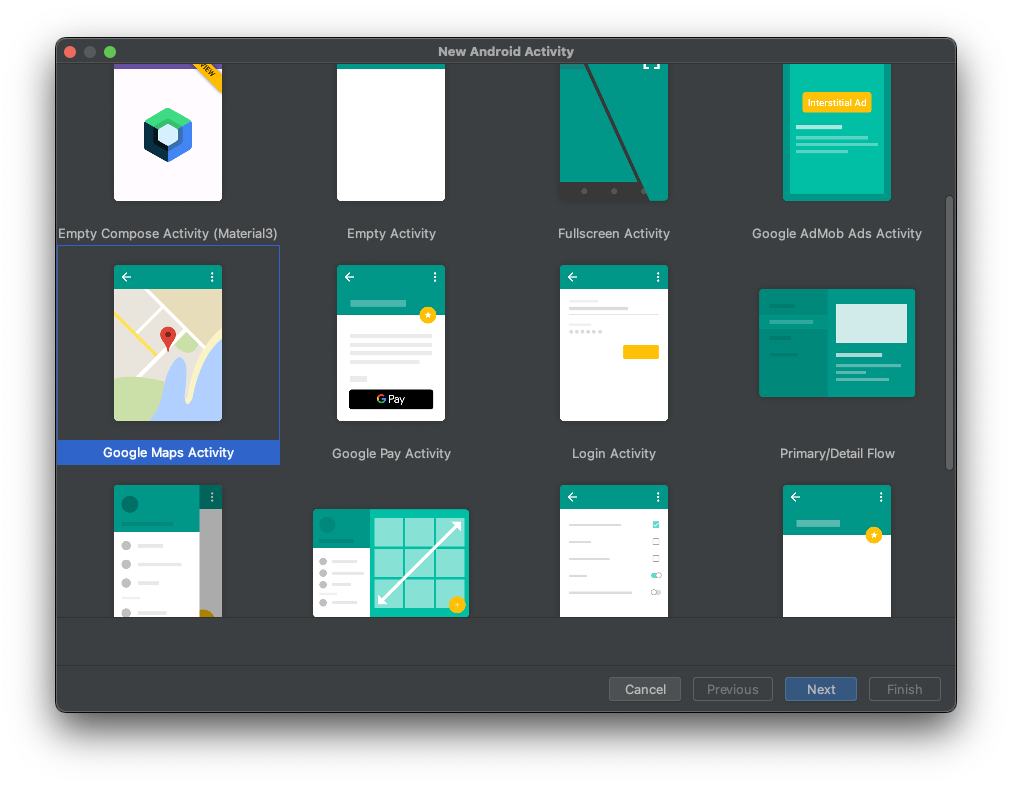 New Android Activity
Interstitial Ad
Empty Compose Activity (Material3)
Empty Activity
Fullscreen Activity
Google AdMob Ads Activity
G Pay
Google Maps Activity
Google Pay Activity
Login Activity
Primary/Detail Flow
Cancel
Previous
Next
Finish